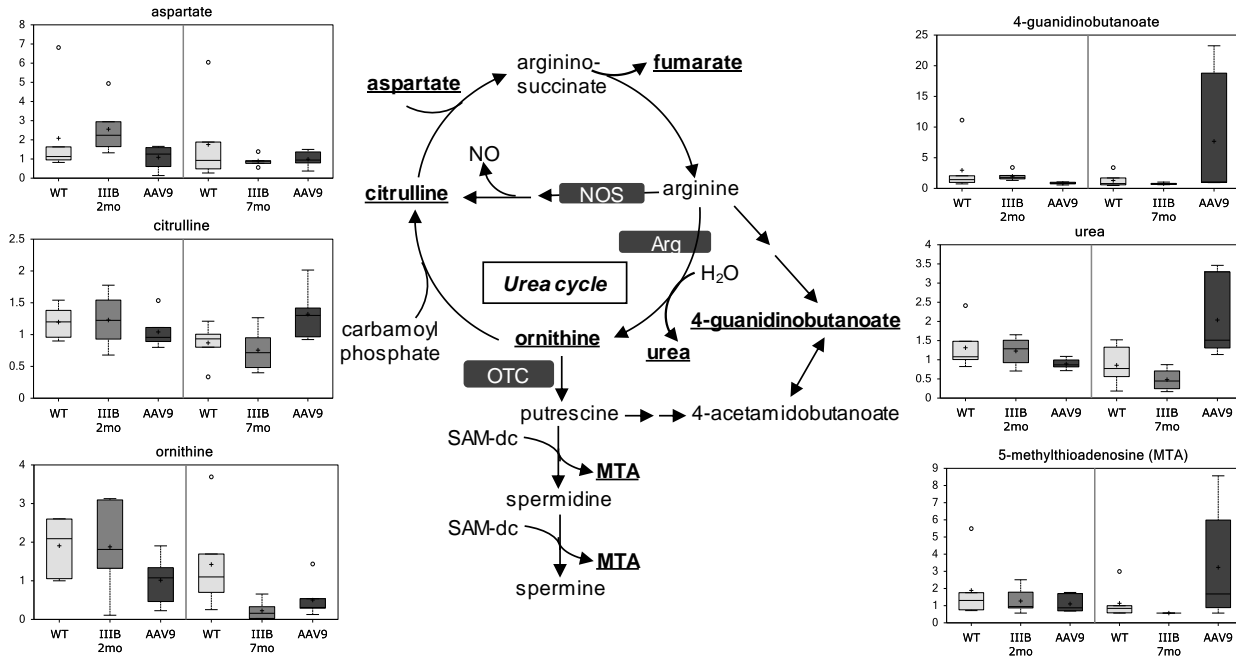 aspartate
8
7
6
5
4
3
2
1
0
WT IIIB AAV9 WT IIIB AAV9
2mo 7mo
citrulline
2.5
2
1.5
1
0.5
0
WT IIIB AAV9 WT IIIB AAV9
2mo 7mo
ornithine
4
3
2
1
0
WT IIIB AAV9 WT IIIB AAV9
2mo 7mo
arginino-
succinate
fumarate
aspartate
NO
citrulline
NOS
arginine
Arg
H2O
Urea cycle
carbamoyl
phosphate
ornithine
urea
4-guanidinobutanoate
OTC
putrescine
4-acetamidobutanoate
SAM-dc
MTA
spermidine
SAM-dc
MTA
spermine
4-guanidinobutanoate
25
20
15
10
5
0
WT IIIB AAV9 WT IIIB AAV9
2mo 7mo
urea
4
3.5
3
2.5
2
1.5
1
0.5
0
WT IIIB AAV9 WT IIIB AAV9
2mo 7mo
5-methylthioadenosine (MTA)
9
8
7
6
5
4
3
2
1
0
WT IIIB AAV9 WT IIIB AAV9
2mo 7mo